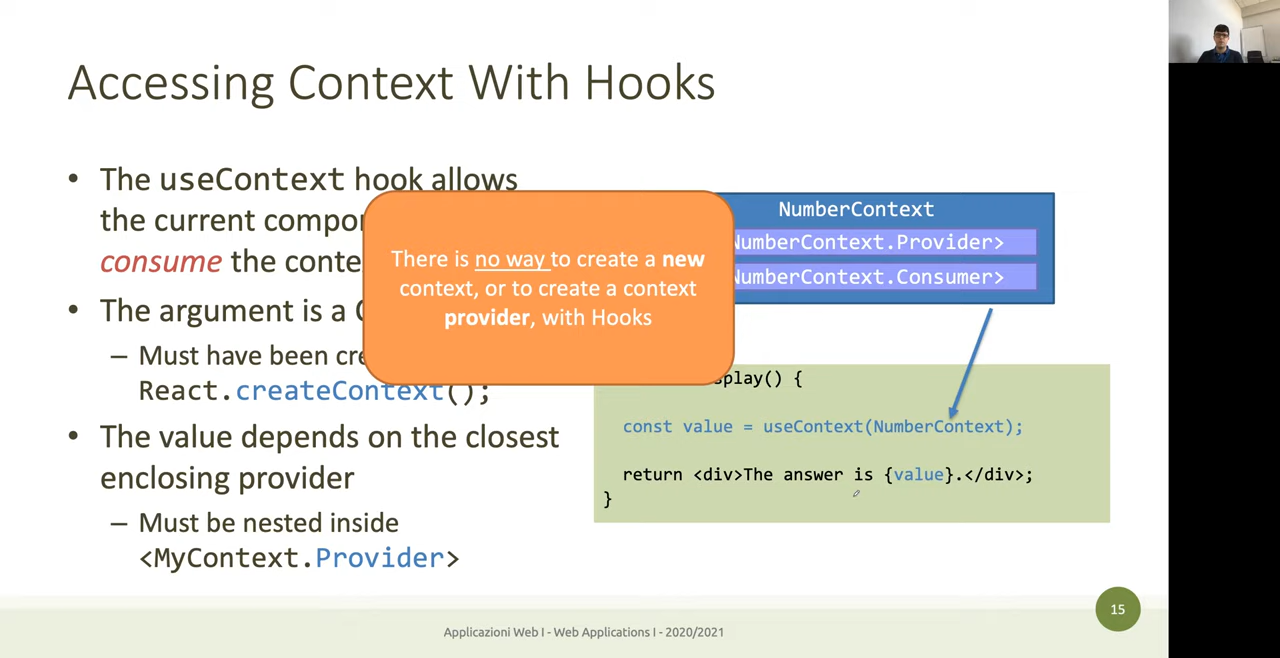 Accessing Context With Hooks
• The useContext hook allows
the current compo
consume the conte
• The argument is a
– Must have been cre
React.createContext();
• The value depends on the closest
enclosing provider
– Must be nested inside
<MyContext.Provider>
There is no way to create a new
context, or to create a context
provider, with Hooks
NumberContext
NumberContext.Provider>
NumberContext.Consumer>
splay() {
const value = useContext(NumberContext);
return <div>The answer is {value}.</div>;
}
15
Applicazioni Web I - Web Applications I - 2020/2021